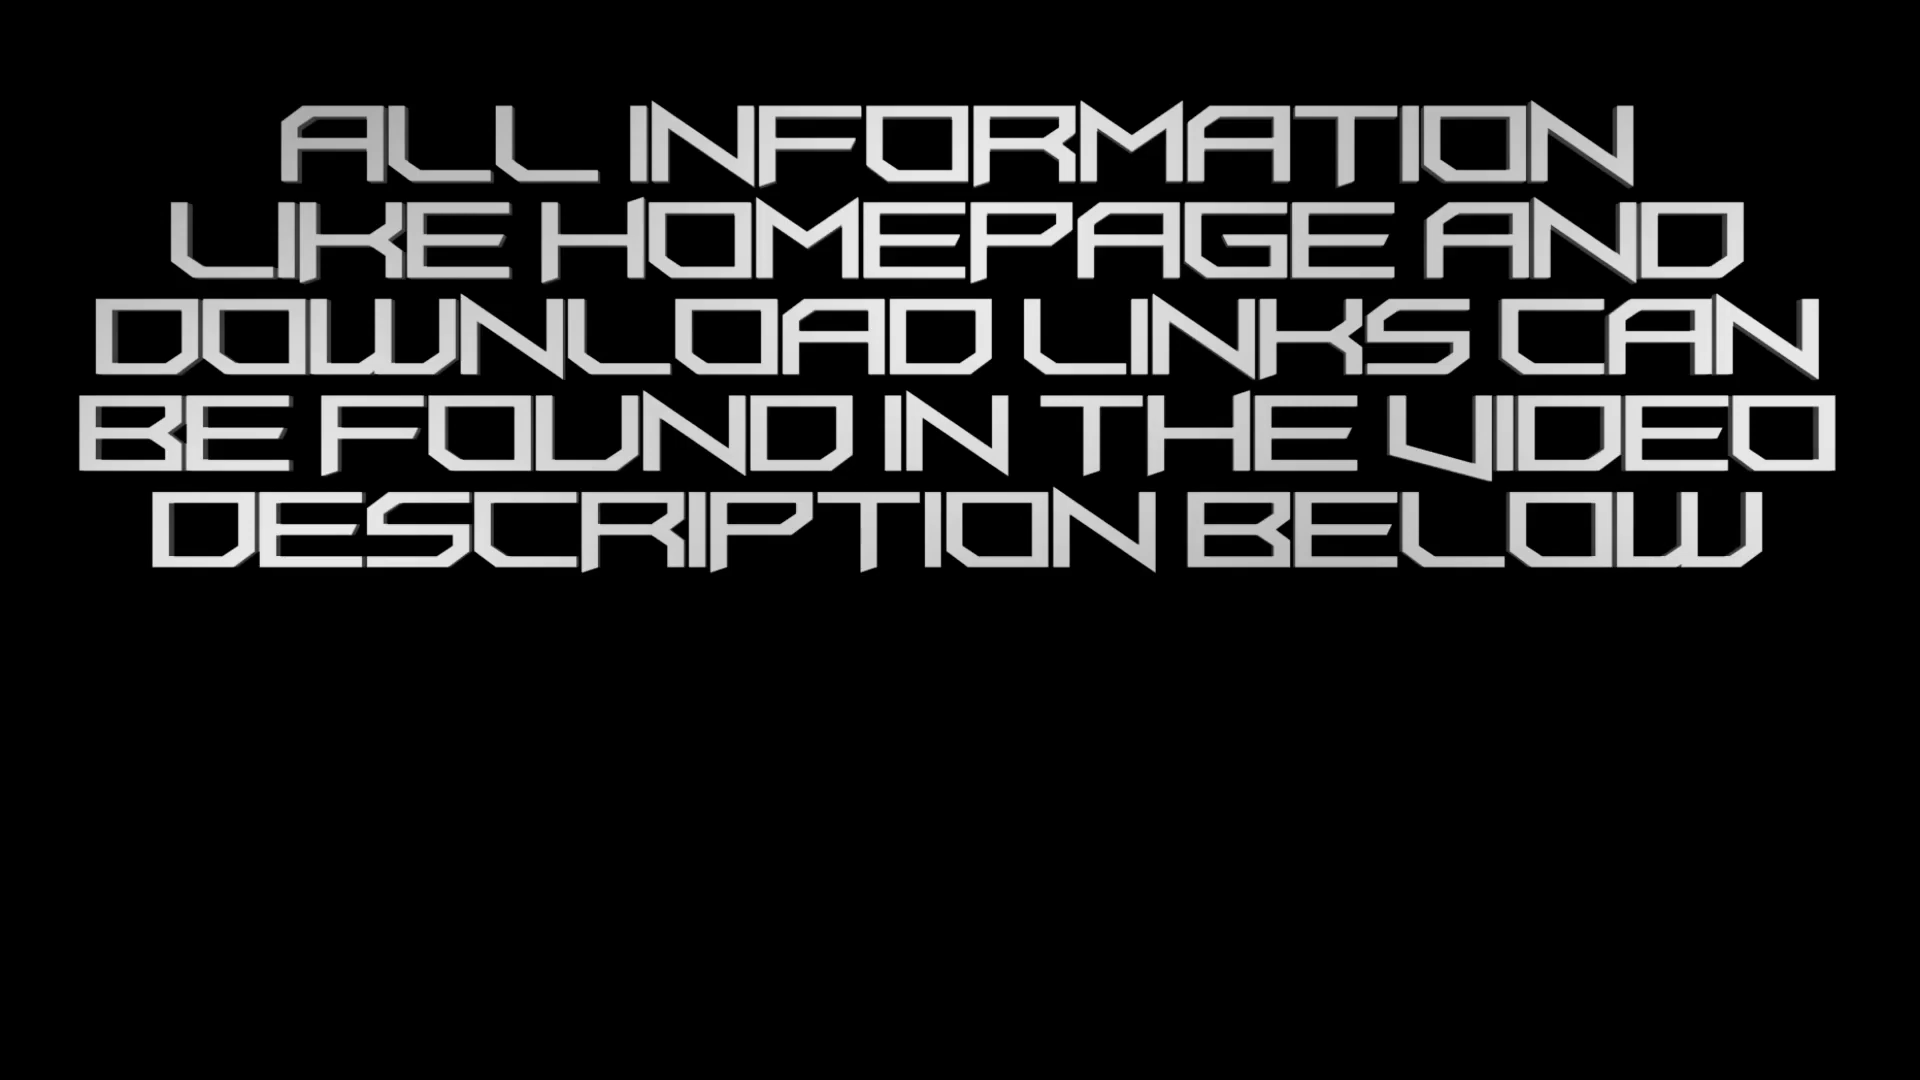 ALL INFORMATION
LIKE HOMEPAGE AND
DOWNLOAD LINKS CAN
BE FOUND IN THE VIDEO
DESCRIPTION BELOW